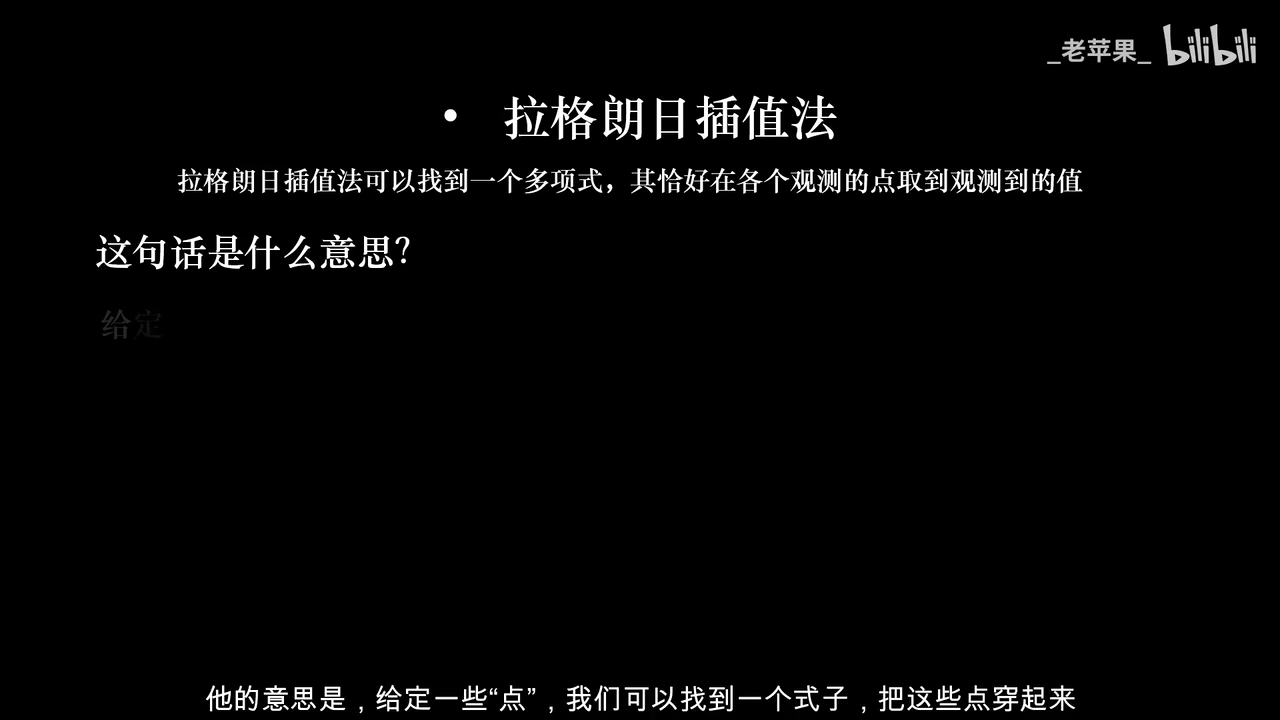 _老苹果_ bilibili
• 拉格朗日插值法
拉格朗日插值法可以找到一个多项式，其恰好在各个观测的点取到观测到的值
这句话是什么意思？
给定
他的意思是，给定一些“点”，我们可以找到一个式子，把这些点穿起来